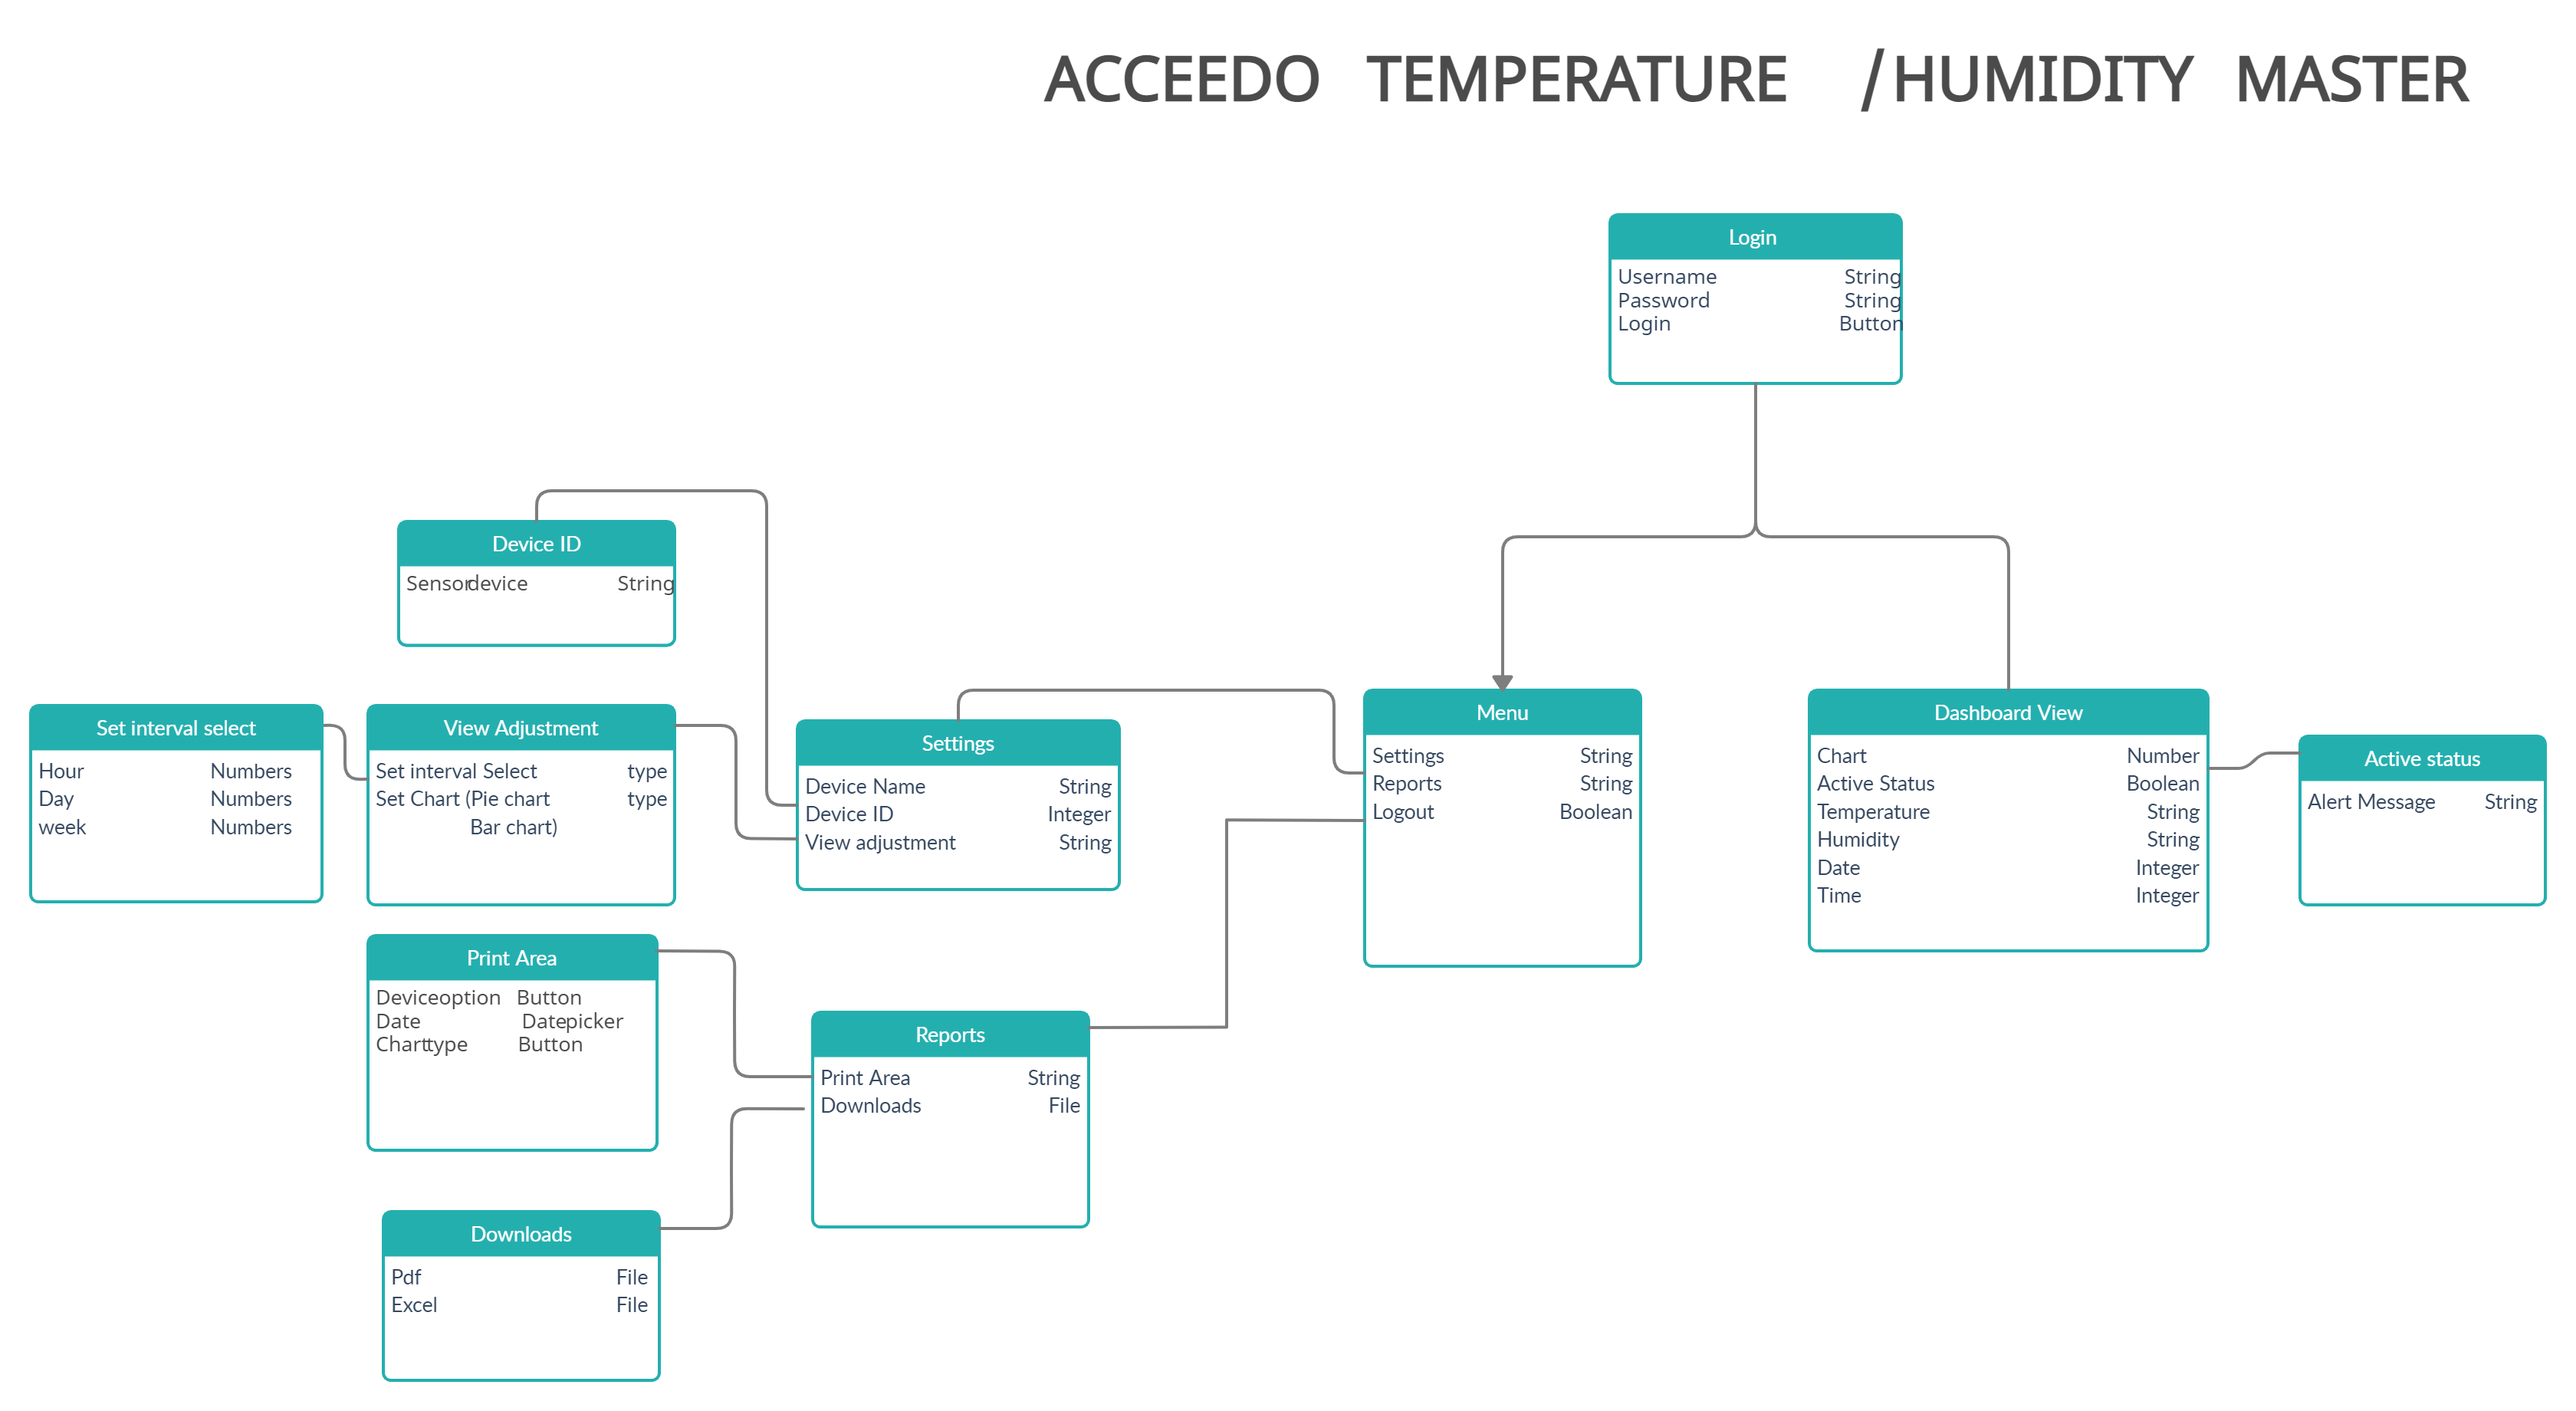 ACCEEDO TEMPERATURE /HUMIDITY MASTER
Login
Username String
Password String
Login Button
Device ID
Sensordevice String
Set interval select
Hour Numbers
Day Numbers
week Numbers
View Adjustment
Set interval Select type
Set Chart (Pie chart type
Bar chart)
Settings
Device Name String
Device ID Integer
View adjustment String
Menu
Settings String
Reports String
Logout Boolean
Dashboard View
Chart Number
Active Status Boolean
Temperature String
Humidity String
Date Integer
Time Integer
Active status
Alert Message String
Print Area
Deviceoption Button
Date Datepicker
Charttype Button
Reports
Print Area String
Downloads File
Downloads
Pdf File
Excel File